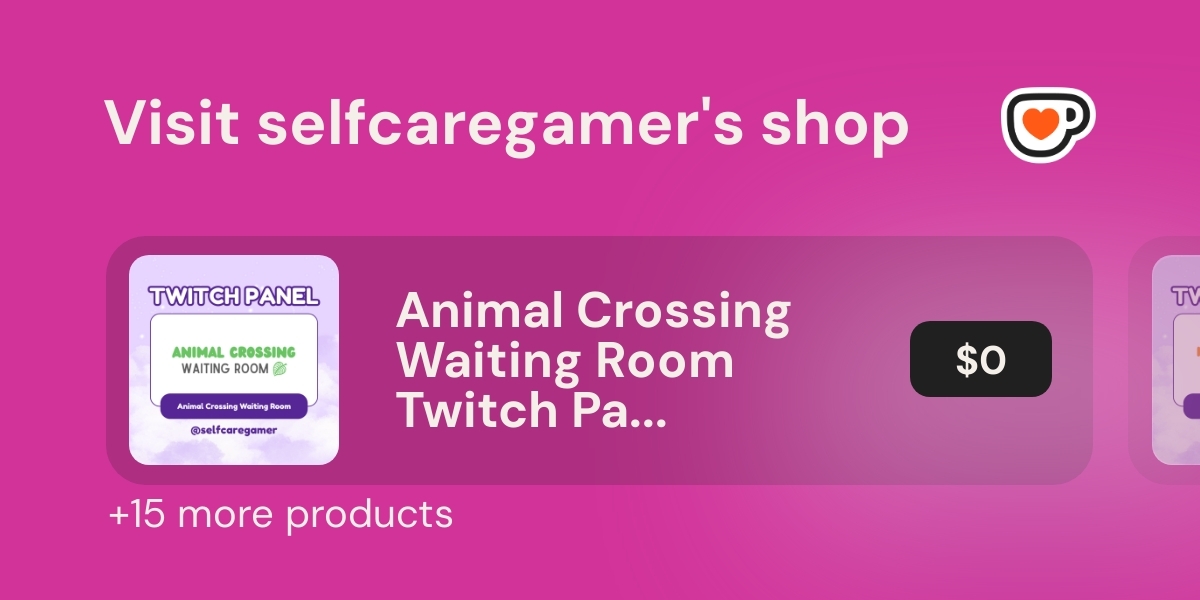 Visit selfcaregamer's shop
TWITCH PANEL
ANIMAL CROSSING
WAITING ROOM
Animal Crossing Waiting Room
@selfcaregamer
Animal Crossing
Waiting Room
Twitch Pa...
$0
TW
+15 more products